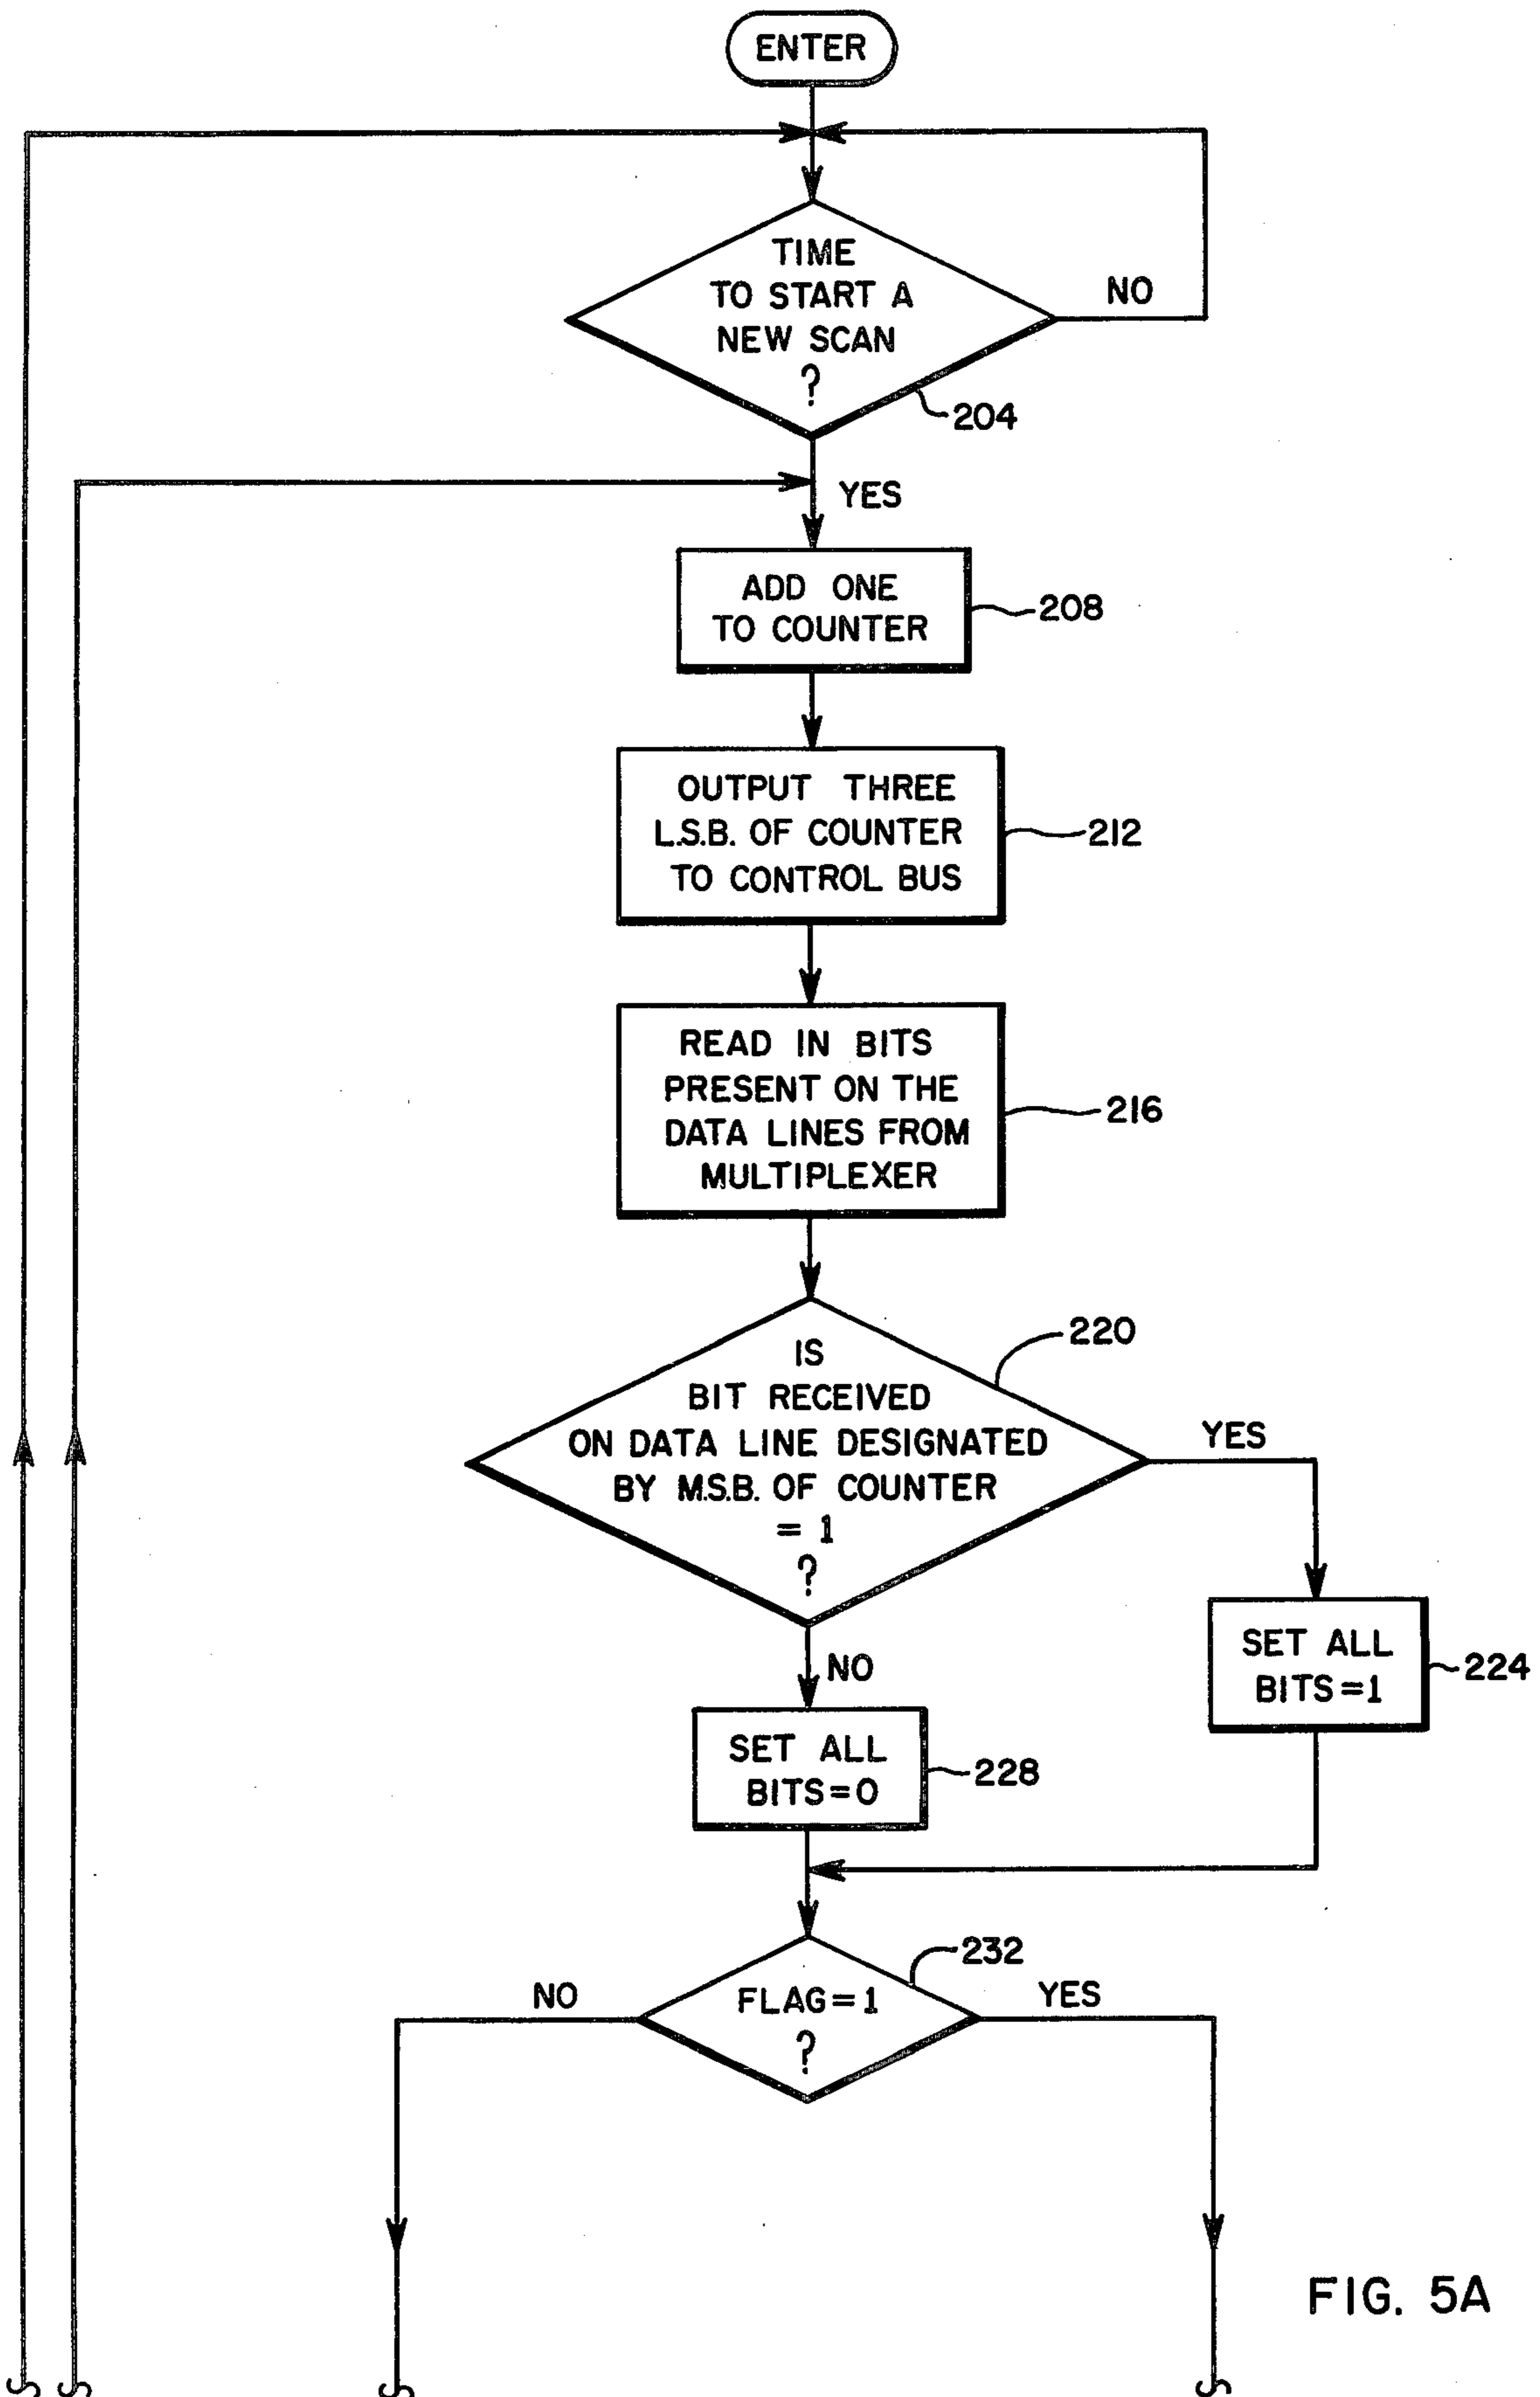 ENTER
TIME
TO START A
NEW SCAN
?
NO
204
YES
ADD ONE
TO COUNTER
208
OUTPUT THREE
L.S.B. OF COUNTER
TO CONTROL BUS
212
READ IN BITS
PRESENT ON THE
DATA LINES FROM
MULTIPLEXER
216
IS
BIT RECEIVED
ON DATA LINE DESIGNATED
BY M.S.B. OF COUNTER
= 1
?
220
YES
NO
SET ALL
BITS=1
224
SET ALL
BITS=0
228
FLAG=1
?
232
NO
YES
FIG. 5A